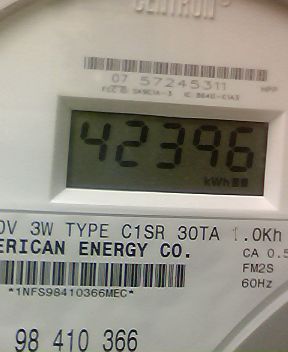 CENTRON®
07 57245311
42396
kWh
0V 3W TYPE C1SR 30TA 1.0Kh
ERICAN ENERGY CO.
CA 0.5
FM2S
60Hz
*1NFS98410366MEC*
98 410 366